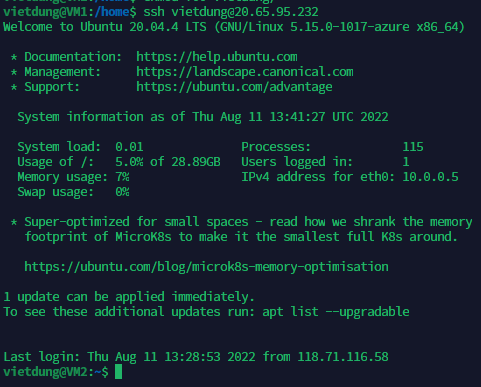 vietdung@VM1:/home$ ssh vietdung@20.65.95.232
Welcome to Ubuntu 20.04.4 LTS (GNU/Linux 5.15.0-1017-azure x86_64)
* Documentation: https://help.ubuntu.com
* Management: https://landscape.canonical.com
* Support: https://ubuntu.com/advantage
System information as of Thu Aug 11 13:41:27 UTC 2022
System load: 0.01 Processes: 115
Usage of /: 5.0% of 28.89GB Users logged in: 1
Memory usage: 7% IPv4 address for eth0: 10.0.0.5
Swap usage: 0%
* Super-optimized for small spaces - read how we shrank the memory
footprint of MicroK8s to make it the smallest full K8s around.
https://ubuntu.com/blog/microk8s-memory-optimisation
1 update can be applied immediately.
To see these additional updates run: apt list --upgradable
Last login: Thu Aug 11 13:28:53 2022 from 118.71.116.58
vietdung@VM2:~$